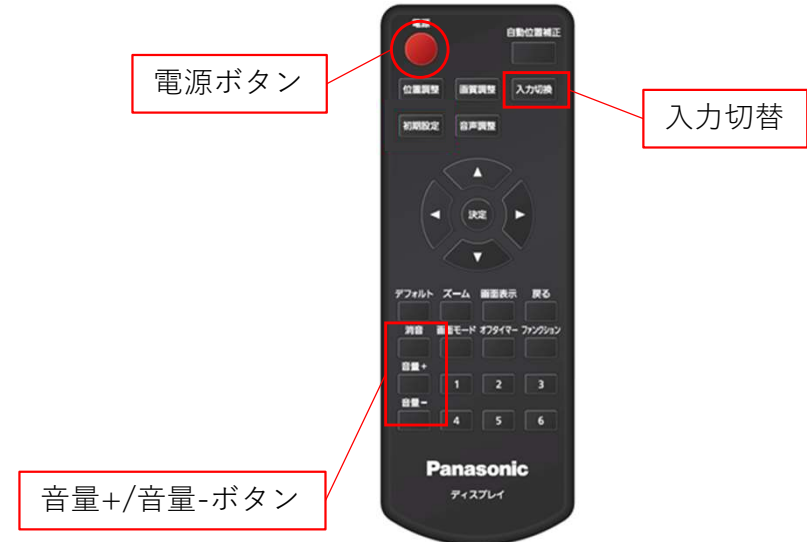 電源
自動位置補正
電源ボタン
位置調整 画質調整 入力切換
入力切替
初期設定 音声調整
▲
◀ 決定 ▶
▼
デフォルト ズーム 画面表示 戻る
消音 画面モード オフタイマー ファンクション
音量+
1 2 3
音量-
4 5 6
Panasonic
音量+/音量-ボタン
ディスプレイ